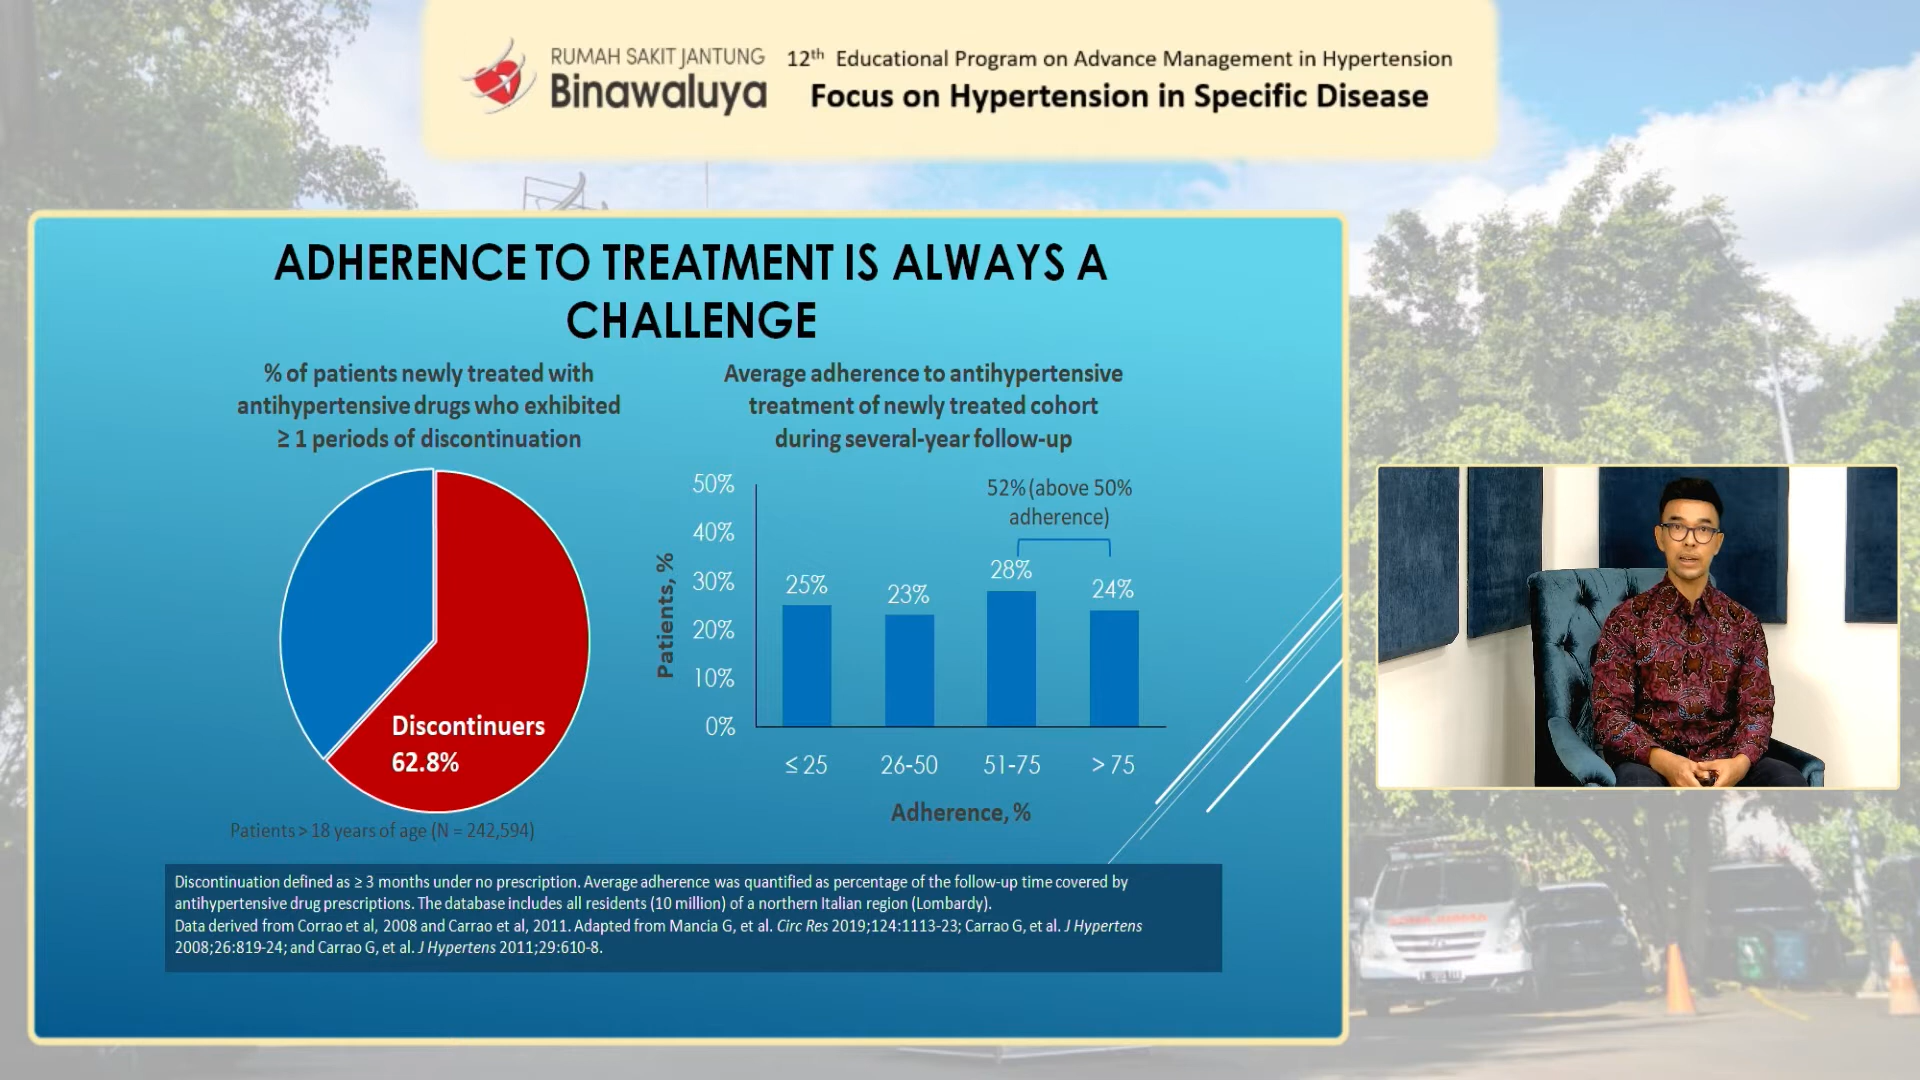 RUMAH SAKIT JANTUNG
Binawaluya
12th Educational Program on Advance Management in Hypertension
Focus on Hypertension in Specific Disease
ADHERENCE TO TREATMENT IS ALWAYS A
CHALLENGE
% of patients newly treated with
antihypertensive drugs who exhibited
≥ 1 periods of discontinuation
Discontinuers
62.8%
Patients > 18 years of age (N = 242,594)
Average adherence to antihypertensive
treatment of newly treated cohort
during several-year follow-up
52% (above 50%
adherence)
Patients, %
50%
40%
30%
20%
10%
0%
25%
23%
28%
24%
≤ 25
26-50
51-75
> 75
Adherence, %
Discontinuation defined as ≥ 3 months under no prescription. Average adherence was quantified as percentage of the follow-up time covered by
antihypertensive drug prescriptions. The database includes all residents (10 million) of a northern Italian region (Lombardy).
Data derived from Corrao et al, 2008 and Carrao et al, 2011. Adapted from Mancia G, et al. Circ Res 2019;124:1113-23; Carrao G, et al. J Hypertens
2008;26:819-24; and Carrao G, et al. J Hypertens 2011;29:610-8.